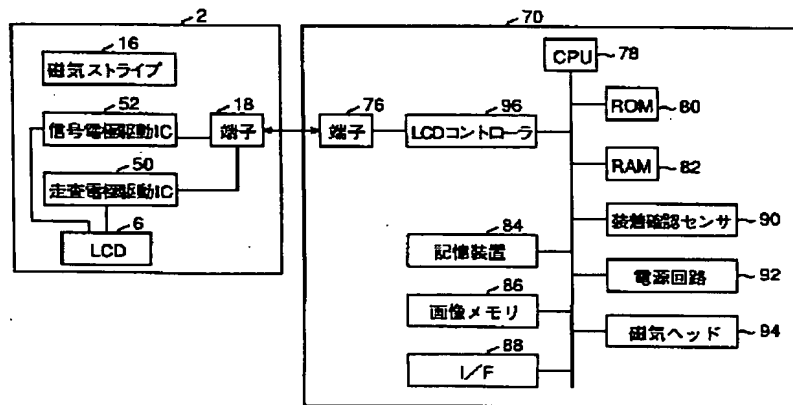 2
16
磁気ストライプ
52
信号電極駆動IC
18
端子
50
走査電極駆動IC
6
LCD
70
76
端子
96
LCDコントローラ
CPU
78
ROM
80
RAM
82
84
記憶装置
装着確認センサ
90
86
画像メモリ
電源回路
92
88
I/F
磁気ヘッド
94